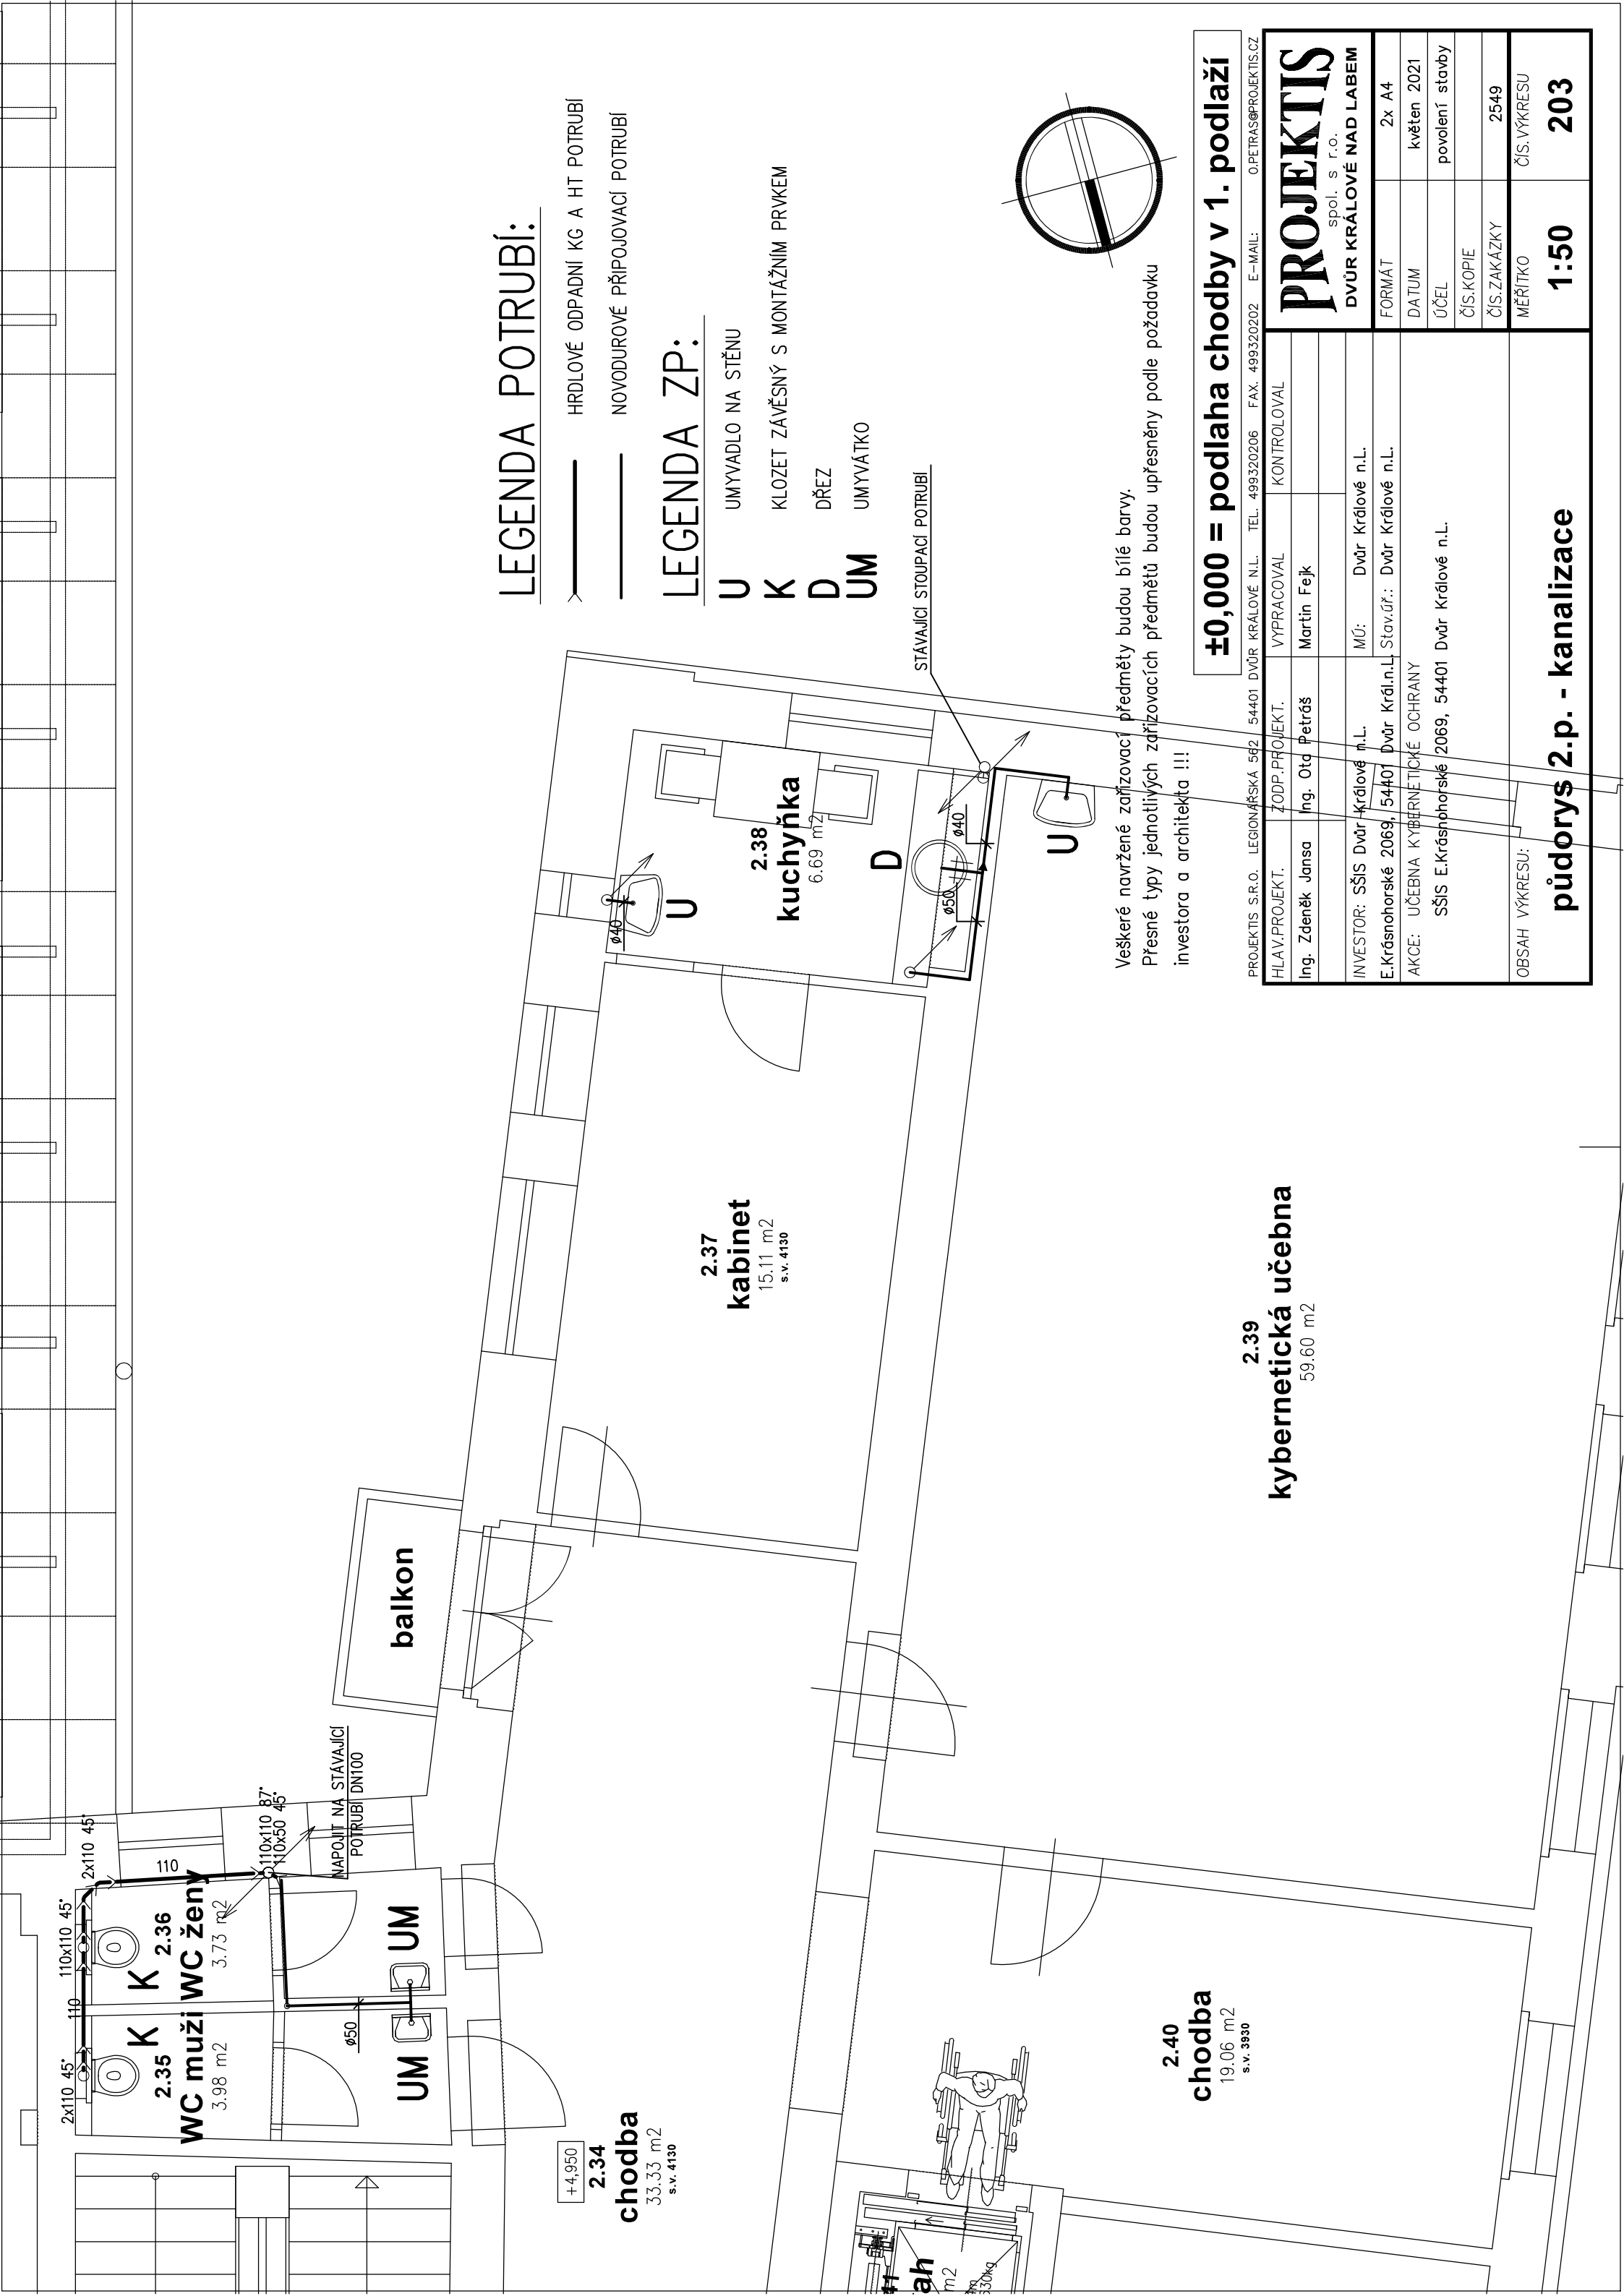 LEGENDA POTRUBÍ:
HRDLOVÉ ODPADNÍ KG A HT POTRUBÍ
NOVODUROVÉ PŘIPOJOVACÍ POTRUBÍ
LEGENDA ZP:
U UMYVADLO NA STĚNU
K KLOZET ZÁVĚSNÝ S MONTÁŽNÍM PRVKEM
D DŘEZ
UM UMYVÁTKO
STÁVAJÍCÍ STOUPACÍ POTRUBÍ
2x110 45°
110
110x110 45°
110
2x110 45°
110x110 87°
110x50 45°
NAPOJIT NA STÁVAJÍCÍ
POTRUBÍ DN100
K
K
2.35
WC muži
3.98 m2
2.36
WC ženy
3.73 m2
ø50
UM
UM
balkon
+4,950
2.34
chodba
33.33 m2
s.v. 4130
2.37
kabinet
15.11 m2
s.v. 4130
2.38
kuchyňka
6.69 m2
ø40
U
D
ø50
ø40
U
2.39
kybernetická učebna
59.60 m2
2.40
chodba
19.06 m2
s.v. 3930
ah
m2
630kg
Veškeré navržené zařizovací předměty budou bílé barvy.
Přesné typy jednotlivých zařizovacích předmětů budou upřesněny podle požadavku
investora a architekta !!!
±0,000 = podlaha chodby v 1. podlaží
PROJEKTIS S.R.O. LEGIONÁŘSKÁ 562 54401 DVŮR KRÁLOVÉ N.L. TEL. 499320206 FAX. 499320202 E-MAIL: O.PETRAS@PROJEKTIS.CZ
HLAV.PROJEKT. ZODP.PROJEKT. VYPRACOVAL KONTROLOVAL
Ing. Zdeněk Jansa Ing. Ota Petráš Martin Fejk
PROJEKTIS
spol. s r.o.
DVŮR KRÁLOVÉ NAD LABEM
INVESTOR: SŠIS Dvůr Králové n.L. MÚ: Dvůr Králové n.L.
E.Krásnohorské 2069, 54401 Dvůr Král.n.L. Stav.úř.: Dvůr Králové n.L.
AKCE: UČEBNA KYBERNETICKÉ OCHRANY
SŠIS E.Krásnohorské 2069, 54401 Dvůr Králové n.L.
FORMÁT 2x A4
DATUM květen 2021
ÚČEL povolení stavby
ČÍS.KOPIE
ČÍS.ZAKÁZKY 2549
OBSAH VÝKRESU:
půdorys 2.p. - kanalizace
MĚŘÍTKO
1:50
ČÍS.VÝKRESU
203